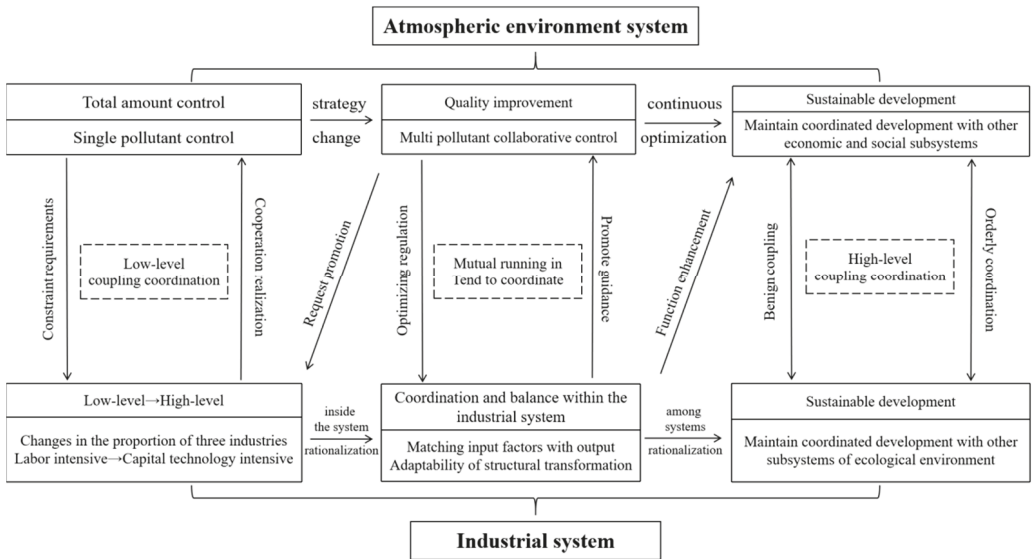 Atmospheric environment system
Total amount control
Single pollutant control
strategy
change
Quality improvement
Multi pollutant collaborative control
continuous
optimization
Sustainable development
Maintain coordinated development with other
economic and social subsystems
Constraint requirements
Low-level
coupling coordination
Cooperation realization
Request promotion
Optimizing regulation
Mutual running in
Tend to coordinate
Promote guidance
Function enhancement
Benign coupling
High-level
coupling coordination
Orderly coordination
Low-level→High-level
Changes in the proportion of three industries
Labor intensive→Capital technology intensive
inside
the system
rationalization
Coordination and balance within the
industrial system
Matching input factors with output
Adaptability of structural transformation
among
systems
rationalization
Sustainable development
Maintain coordinated development with other
subsystems of ecological environment
Industrial system